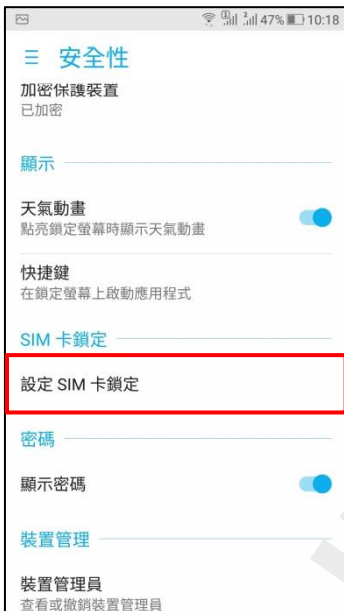 47% 10:18
安全性
加密保護裝置
已加密
顯示
天氣動畫
點亮鎖定螢幕時顯示天氣動畫
快捷鍵
在鎖定螢幕上啟動應用程式
SIM 卡鎖定
設定 SIM 卡鎖定
密碼
顯示密碼
裝置管理
裝置管理員
查看或撤銷裝置管理員